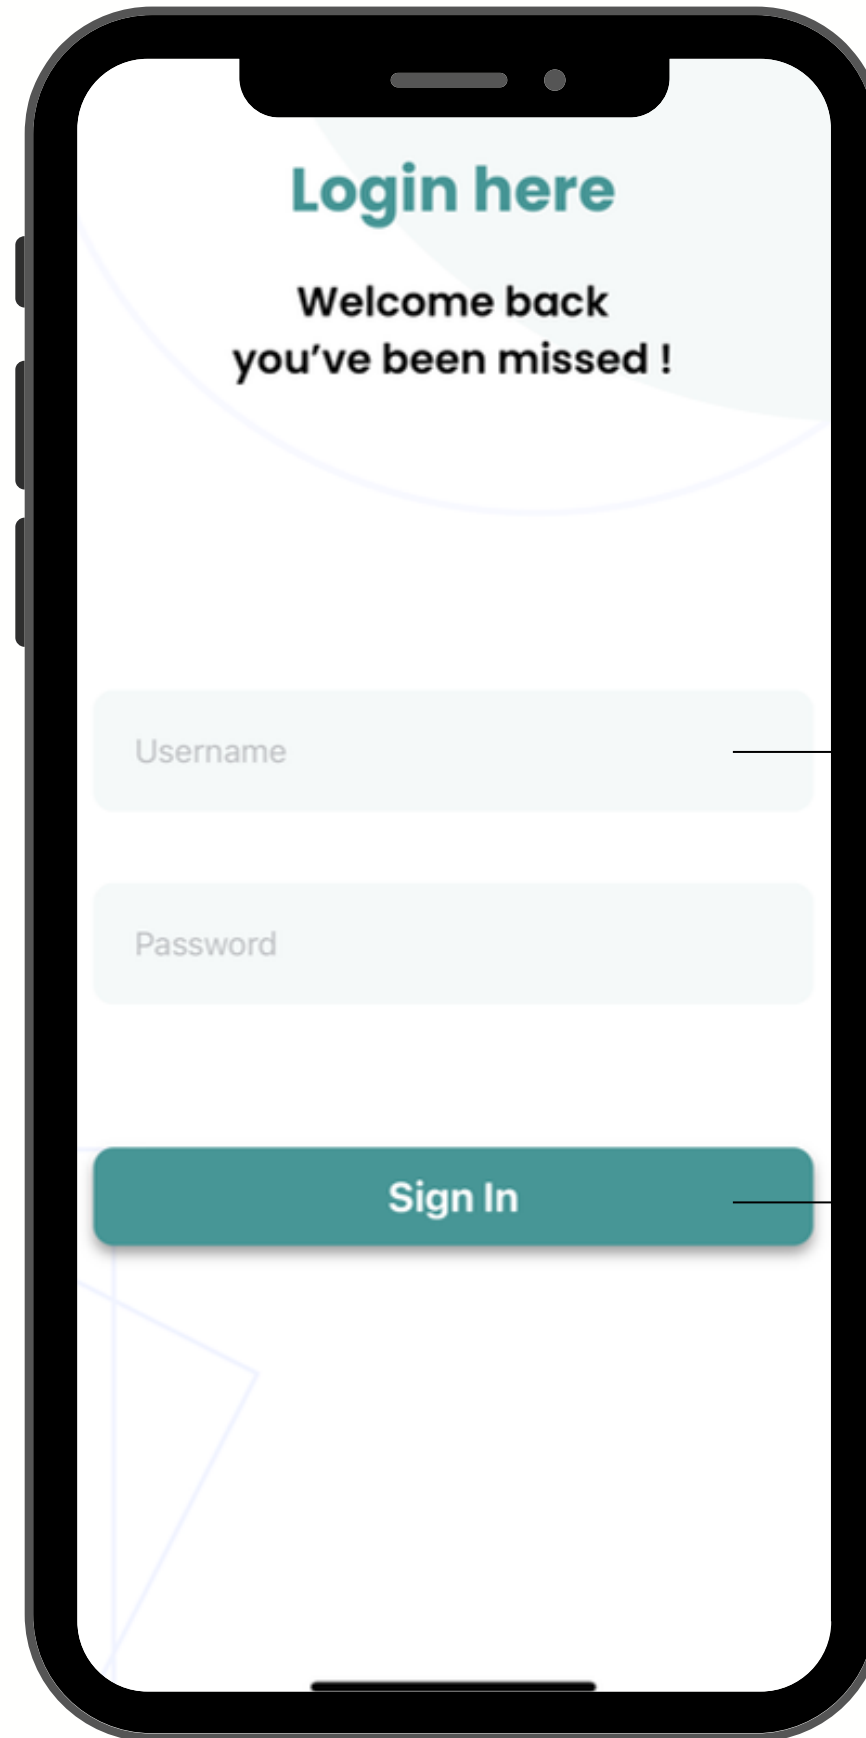 Login here
Welcome back
you’ve been missed !
Username
Password
Sign In